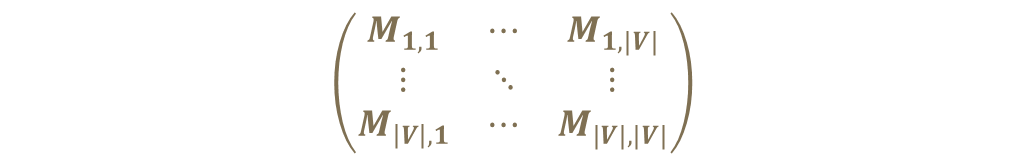 M1,1 ⋯ M1,|V|
⋮ ⋱ ⋮
M|V|,1 ⋯ M|V|,|V|